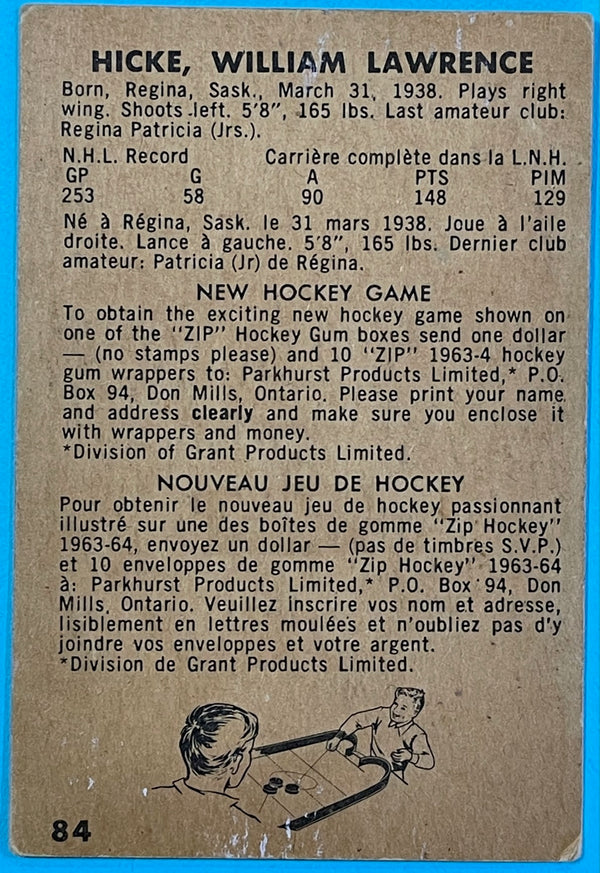 HICKE, WILLIAM LAWRENCE
Born, Regina, Sask., March 31, 1938. Plays right
wing. Shoots left. 5'8", 165 lbs. Last amateur club:
Regina Patricia (Jrs.).
N.H.L. Record Carrière complète dans la L.N.H.
GP G A PTS PIM
253 58 90 148 129
Né à Régina, Sask. le 31 mars 1938. Joue à l'aile
droite. Lance à gauche. 5'8", 165 lbs. Dernier club
amateur: Patricia (Jr) de Régina.
NEW HOCKEY GAME
To obtain the exciting new hockey game shown on
one of the "ZIP" Hockey Gum boxes send one dollar
— (no stamps please) and 10 "ZIP" 1963-4 hockey
gum wrappers to: Parkhurst Products Limited,* P.O.
Box 94, Don Mills, Ontario. Please print your name
and address clearly and make sure you enclose it
with wrappers and money.
*Division of Grant Products Limited.
NOUVEAU JEU DE HOCKEY
Pour obtenir le nouveau jeu de hockey passionnant
illustré sur une des boîtes de gomme "Zip Hockey"
1963-64, envoyez un dollar — (pas de timbres S.V.P.)
et 10 enveloppes de gomme "Zip Hockey" 1963-64
à: Parkhurst Products Limited,* P.O. Box 94, Don
Mills, Ontario. Veuillez inscrire vos nom et adresse,
lisiblement en lettres moulées et n'oubliez pas d'y
joindre vos enveloppes et votre argent.
*Division de Grant Products Limited.
84